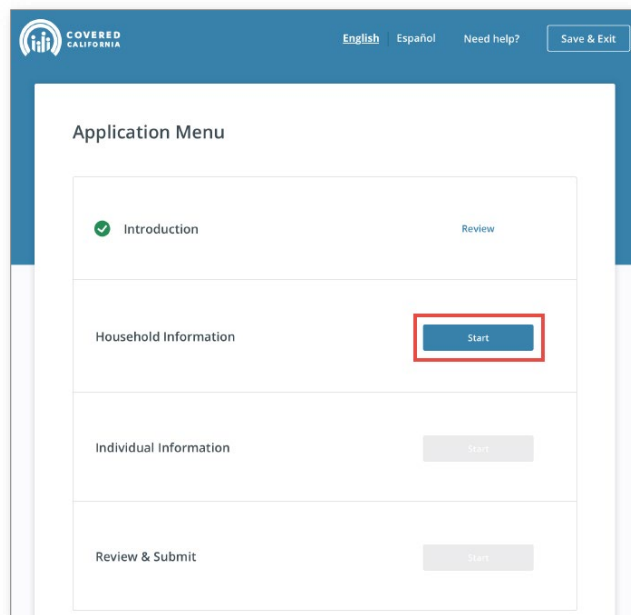 COVERED
CALIFORNIA
English Español Need help? Save & Exit
Application Menu
Introduction Review
Household Information Start
Individual Information Start
Review & Submit Start